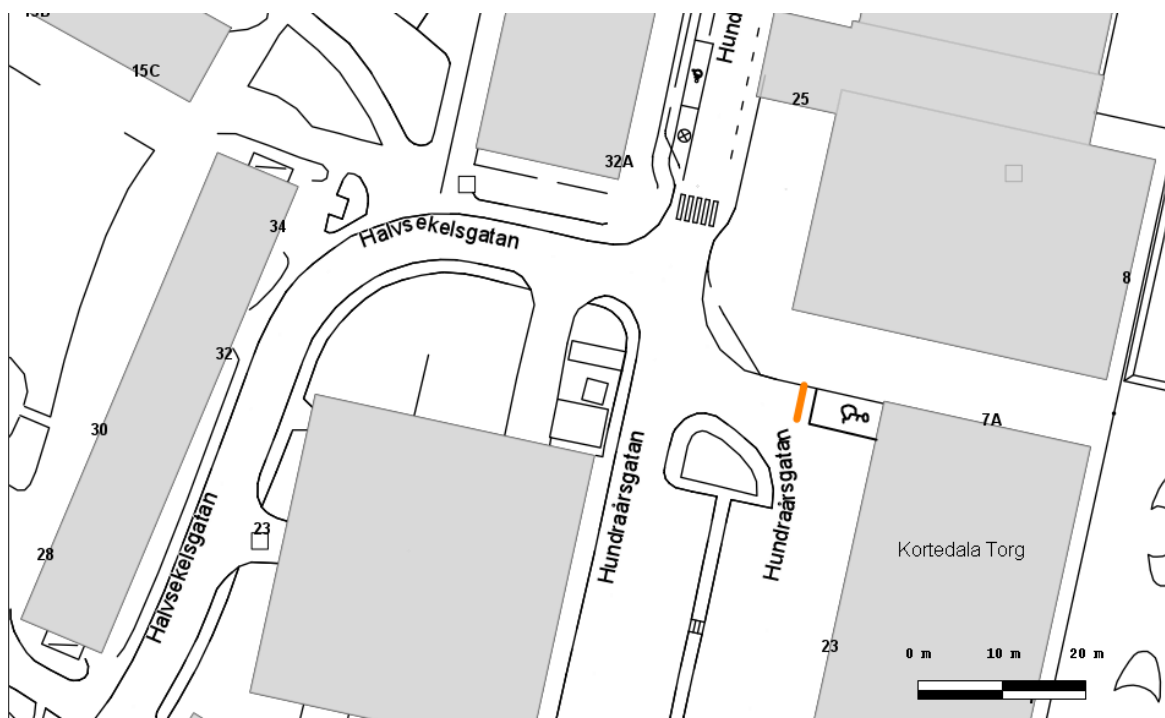 15C
Hund
25
32A
34
Halvsekelsgatan
8
32
30
7A
Hundraårsgatan
Hundraårsgatan
23
Halvsekelsgatan
28
Kortedala Torg
23
0 m 10 m 20 m